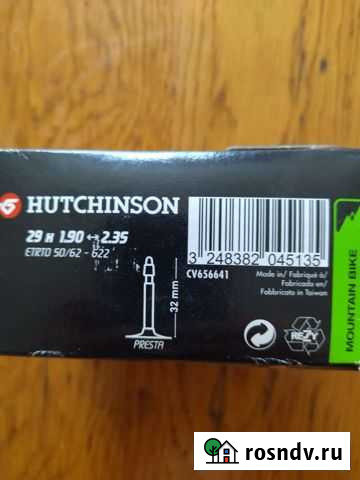 HUTCHINSON
29 x 1.90 ↔ 2.35
ETRTO 50/62 - 622
PRESTA
32 mm
3 248382 045135
CV656641
Made in/ Fabriqué à/
Fabricado en/
Fabbricato in Taiwan
RESY
MOUNTAIN BIKE
rosndv.ru